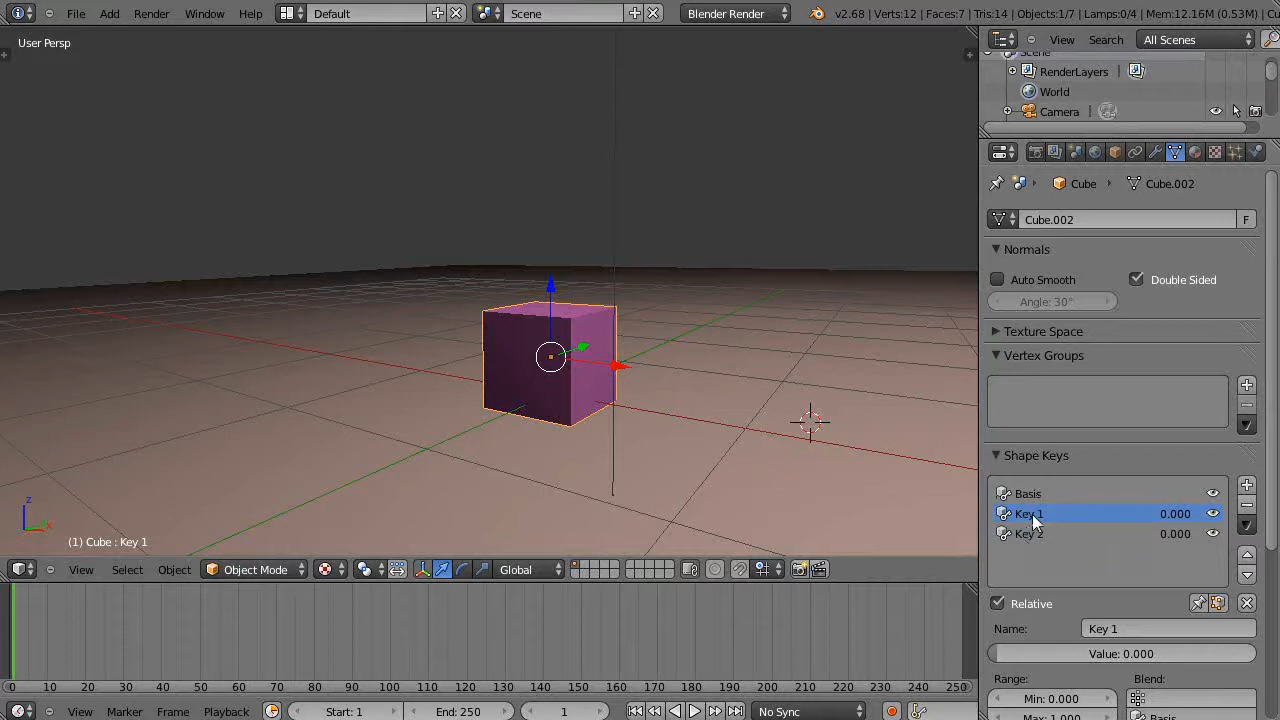 File Add Render Window Help Default Scene Blender Render v2.68 | Verts:12 | Faces:7 | Tris:14 | Objects:1/7 | Lamps:0/4 | Mem:12.16M (0.53M) | Cu
User Persp
View Search All Scenes
Scene
RenderLayers |
World
Camera |
Cube Cube.002
Cube.002 F
Normals
Auto Smooth Double Sided
Angle: 30°
Texture Space
Vertex Groups
Shape Keys
Basis
Key 1 0.000
Key 2 0.000
z
x
(1) Cube : Key 1
View Select Object Object Mode Global
Relative
Name: Key 1
Value: 0.000
Range: Blend:
Min: 0.000
Max: 1.000 Basis
0 10 20 30 40 50 60 70 80 90 100 110 120 130 140 150 160 170 180 190 200 210 220 230 240 250
View Marker Frame Playback Start: 1 End: 250 1 No Sync